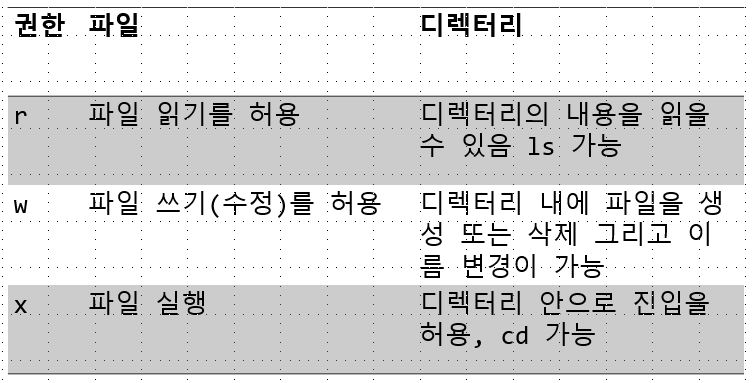 권한 파일 디렉터리
r 파일 읽기를 허용 디렉터리의 내용을 읽을
수 있음 ls 가능
w 파일 쓰기(수정)를 허용 디렉터리 내에 파일을 생
성 또는 삭제 그리고 이
름 변경이 가능
x 파일 실행 디렉터리 안으로 진입을
허용, cd 가능